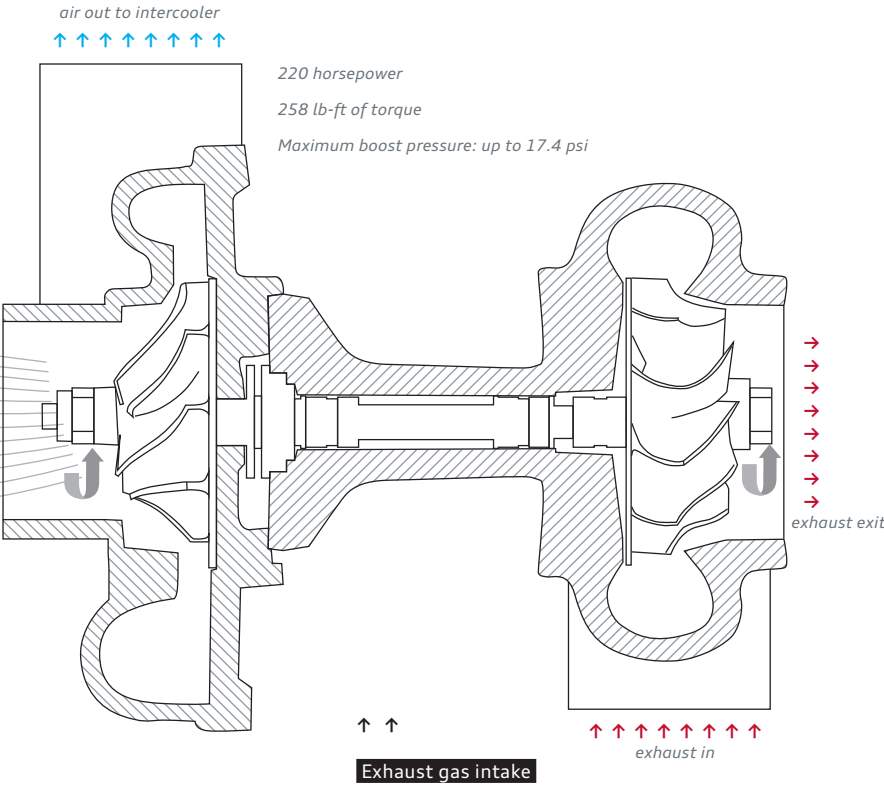 air out to intercooler
220 horsepower
258 lb-ft of torque
Maximum boost pressure: up to 17.4 psi
exhaust exit
exhaust in
Exhaust gas intake